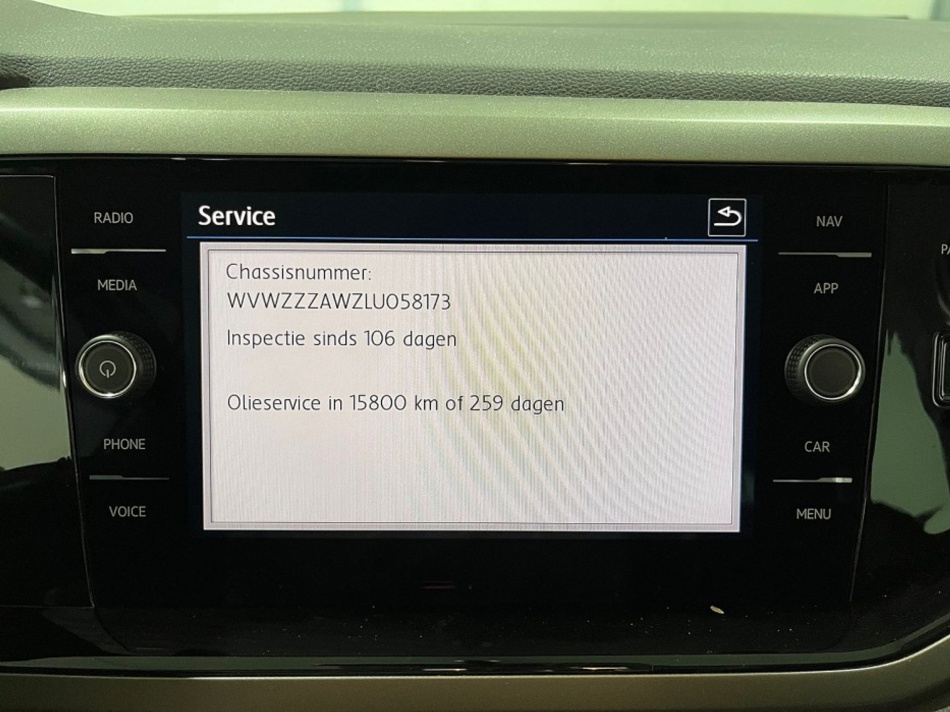 RADIO
MEDIA
PHONE
VOICE
Service
Chassisnummer:
WVWZZZAWZLU058173
Inspectie sinds 106 dagen
Olieservice in 15800 km of 259 dagen
NAV
APP
CAR
MENU